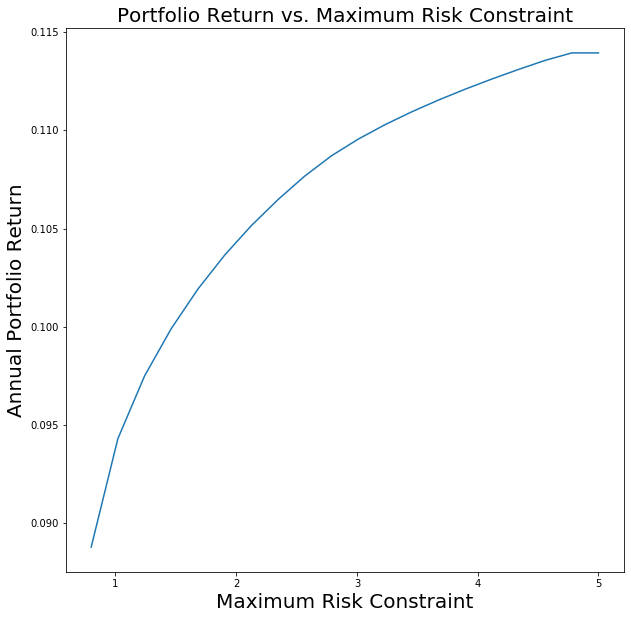 Portfolio Return vs. Maximum Risk Constraint
0.115
0.110
0.105
0.100
0.095
0.090
Annual Portfolio Return
1 2 3 4 5
Maximum Risk Constraint